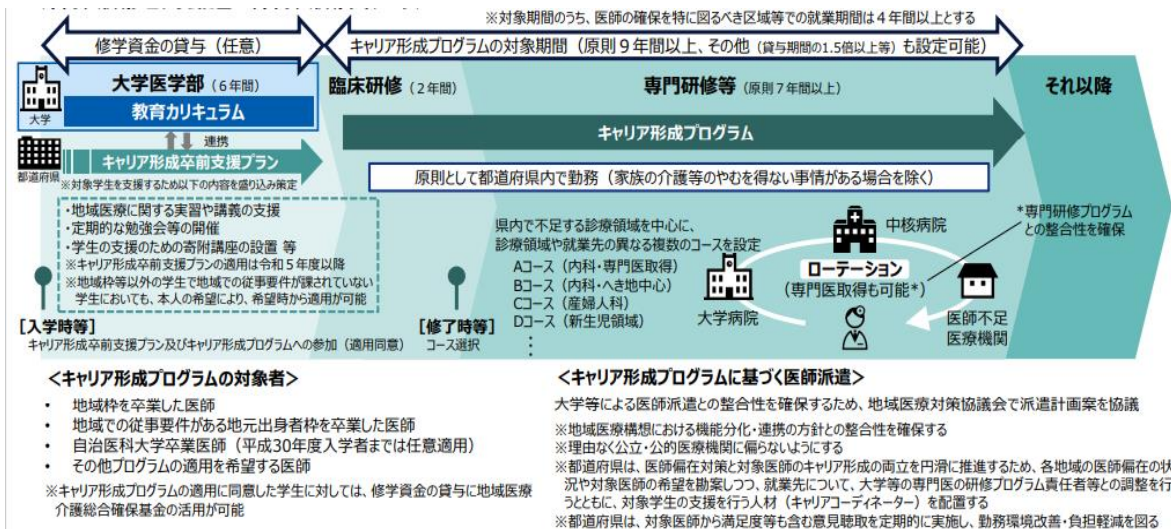 ※対象期間のうち、医師の確保を特に図るべき区域等での就業期間は4年間以上とする
修学資金の貸与（任意）
キャリア形成プログラムの対象期間（原則9年間以上、その他（貸与期間の1.5倍以上等）も設定可能）
大学医学部（6年間）
教育カリキュラム
大学
臨床研修（2年間）
専門研修等（原則7年間以上）
それ以降
連携
キャリア形成プログラム
都道府県
キャリア形成卒前支援プラン
※対象学生を支援するため以下の内容を盛り込み策定
・地域医療に関する実習や講義の支援
・定期的な勉強会等の開催
・学生の支援のための寄附講座の設置 等
※キャリア形成卒前支援プランの適用は令和5年度以降
※地域枠等以外の学生で地域での従事要件が課されていない
学生においても、本人の希望により、希望時から適用が可能
原則として都道府県内で勤務（家族の介護等のやむを得ない事情がある場合を除く）
県内で不足する診療領域を中心に、
診療領域や就業先の異なる複数のコースを設定
Aコース（内科・専門医取得）
Bコース（内科・へき地中心）
Cコース（産婦人科）
Dコース（新生児領域）
⋮
中核病院
*専門研修プログラム
との整合性を確保
ローテーション
（専門医取得も可能*）
大学病院
医師不足
医療機関
[入学時等]
キャリア形成卒前支援プラン及びキャリア形成プログラムへの参加（適用同意）
[修了時等]
コース選択
＜キャリア形成プログラムの対象者＞
• 地域枠を卒業した医師
• 地域での従事要件がある地元出身者枠を卒業した医師
• 自治医科大学卒業医師（平成30年度入学者までは任意適用）
• その他プログラムの適用を希望する医師
※キャリア形成プログラムの適用に同意した学生に対しては、修学資金の貸与に地域医療
介護総合確保基金の活用が可能
＜キャリア形成プログラムに基づく医師派遣＞
大学等による医師派遣との整合性を確保するため、地域医療対策協議会で派遣計画案を協議
※地域医療構想における機能分化・連携の方針との整合性を確保する
※理由なく公立・公的医療機関に偏らないようにする
※都道府県は、医師偏在対策と対象医師のキャリア形成の両立を円滑に推進するため、各地域の医師偏在の状
況や対象医師の希望を勘案しつつ、就業先について、大学等の専門医の研修プログラム責任者等との調整を行
うとともに、対象学生の支援を行う人材（キャリアコーディネーター）を配置する
※都道府県は、対象医師から満足度等も含む意見聴取を定期的に実施し、勤務環境改善・負担軽減を図る